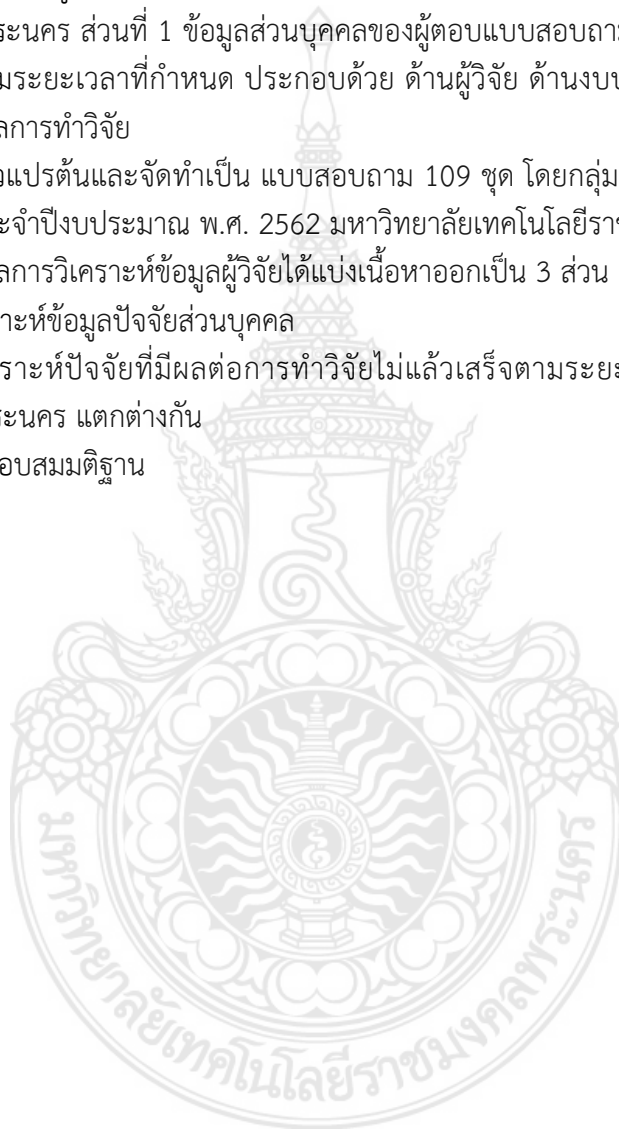 ระนคร ส่วนที่ 1 ข้อมูลส่วนบุคคลของผู้ตอบแบบสอบถาม
มระยะเวลาที่กำหนด ประกอบด้วย ด้านผู้วิจัย ด้านงบป
ลการทำวิจัย
วแปรต้นและจัดทำเป็น แบบสอบถาม 109 ชุด โดยกลุ่ม
ะจำปีงบประมาณ พ.ศ. 2562 มหาวิทยาลัยเทคโนโลยีราช
ลการวิเคราะห์ข้อมูลผู้วิจัยได้แบ่งเนื้อหาออกเป็น 3 ส่วน
ราะห์ข้อมูลปัจจัยส่วนบุคคล
ราะห์ปัจจัยที่มีผลต่อการทำวิจัยไม่แล้วเสร็จตามระยะ
ระนคร แตกต่างกัน
อบสมมติฐาน
มหาวิทยาลัยเทคโนโลยีราชมงคลพระนคร